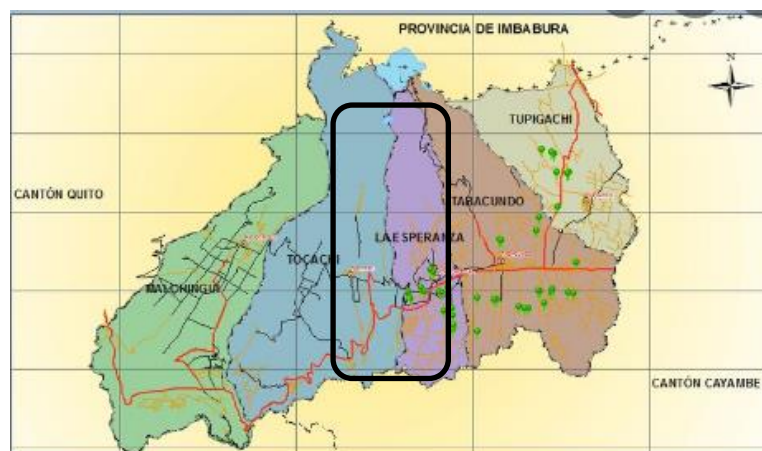 PROVINCIA DE IMBABURA
N
TUPIGACHI
CANTÓN QUITO
TABACUNDO
LA ESPERANZA
TOCACHI
MALCHINGUI
CANTÓN CAYAMBE